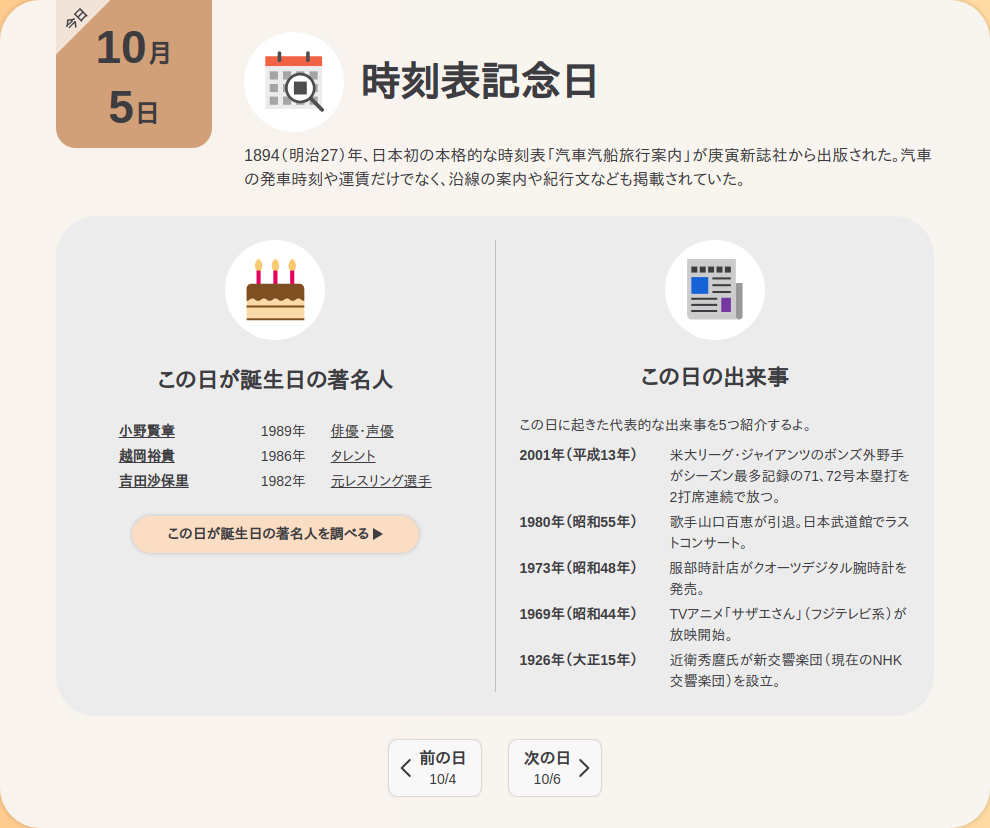 今日
10月
5日
時刻表記念日
1894（明治27）年、日本初の本格的な時刻表「汽車汽船旅行案内」が庚寅新誌社から出版された。汽車
の発車時刻や運賃だけでなく、沿線の案内や紀行文なども掲載されていた。
この日が誕生日の著名人
小野賢章 1989年 俳優・声優
越岡裕貴 1986年 タレント
吉田沙保里 1982年 元レスリング選手
この日が誕生日の著名人を調べる▶
この日の出来事
この日に起きた代表的な出来事を5つ紹介するよ。
2001年（平成13年） 米大リーグ・ジャイアンツのボンズ外野手
がシーズン最多記録の71、72号本塁打を
2打席連続で放つ。
1980年（昭和55年） 歌手山口百恵が引退。日本武道館でラス
トコンサート。
1973年（昭和48年） 服部時計店がクオーツデジタル腕時計を
発売。
1969年（昭和44年） TVアニメ「サザエさん」（フジテレビ系）が
放映開始。
1926年（大正15年） 近衛秀麿氏が新交響楽団（現在のNHK
交響楽団）を設立。
前の日
10/4
次の日
10/6